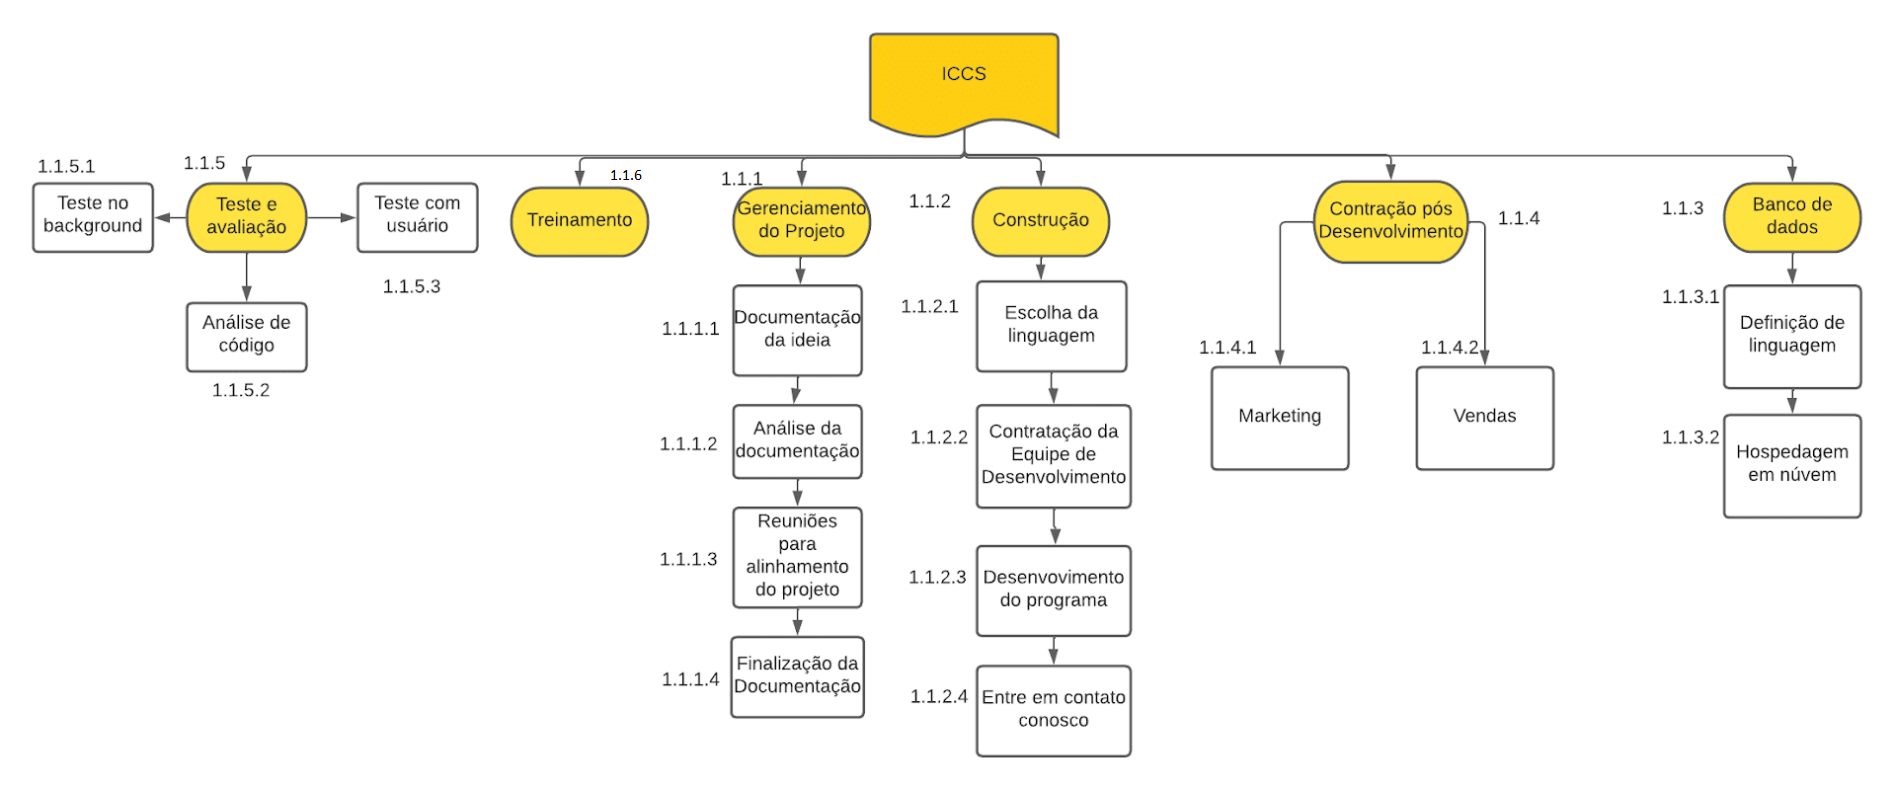 ICCS
1.1.5.1
Teste no
background
1.1.5
Teste e
avaliação
Teste com
usuário
1.1.5.3
Análise de
código
1.1.5.2
1.1.6
Treinamento
1.1.1
Gerenciamento
do Projeto
1.1.1.1
Documentação
da ideia
1.1.1.2
Análise da
documentação
1.1.1.3
Reuniões
para
alinhamento
do projeto
1.1.1.4
Finalização da
Documentação
1.1.2
Construção
1.1.2.1
Escolha da
linguagem
1.1.2.2
Contratação da
Equipe de
Desenvolvimento
1.1.2.3
Desenvovimento
do programa
1.1.2.4
Entre em contato
conosco
Contração pós
Desenvolvimento
1.1.4
1.1.4.1
Marketing
1.1.4.2
Vendas
1.1.3
Banco de
dados
1.1.3.1
Definição de
linguagem
1.1.3.2
Hospedagem
em núvem